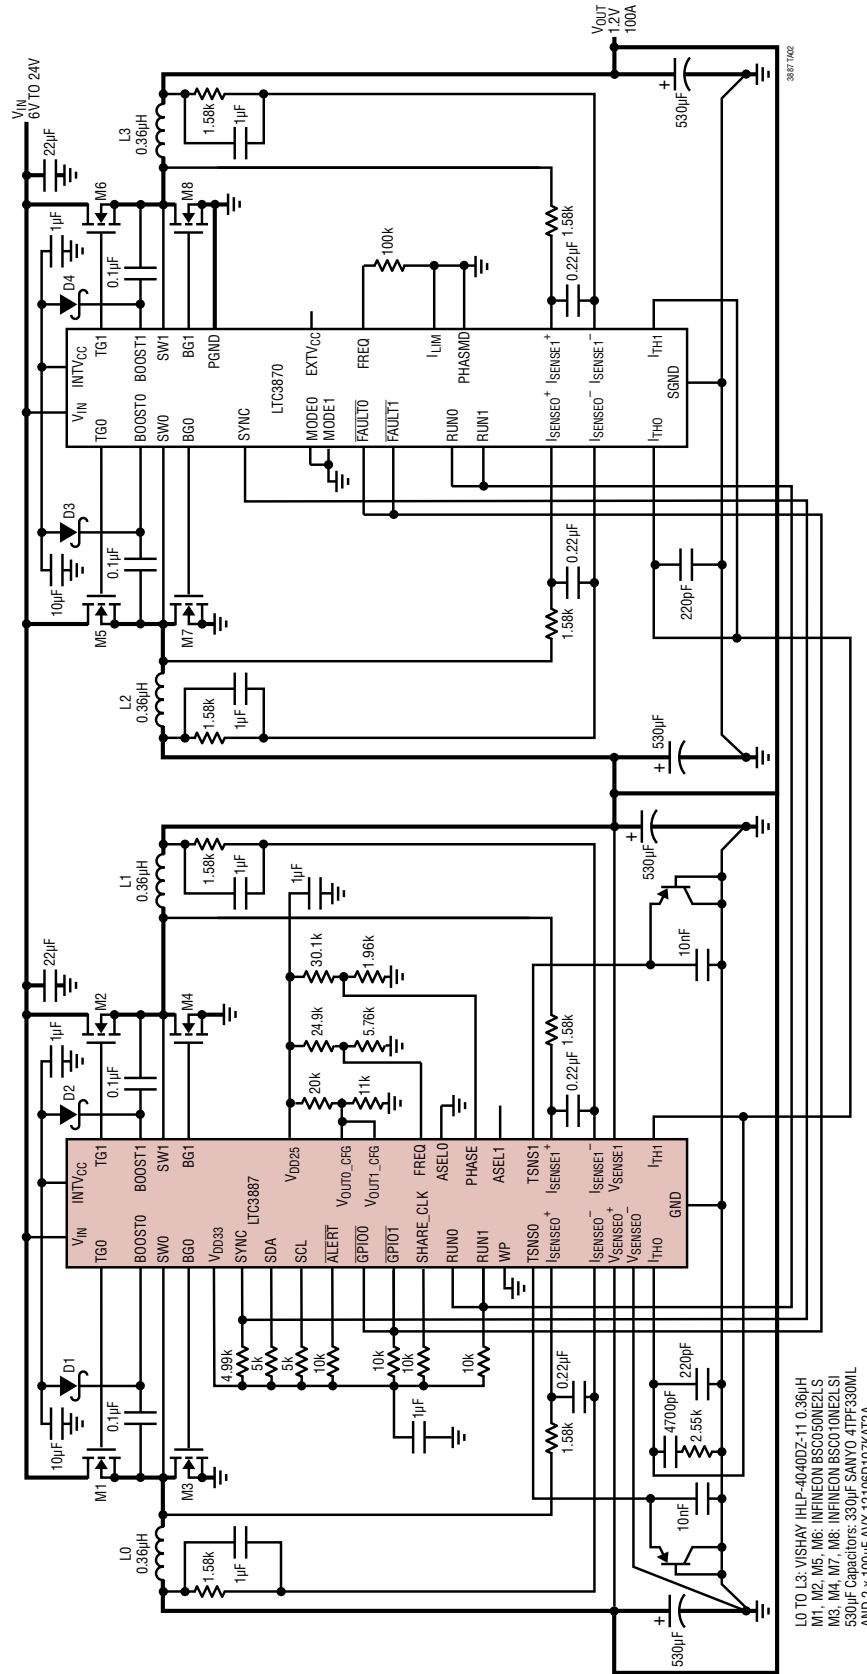 VIN
6V TO 24V
22µF
1µF
10µF
D1
D2
M1
0.1µF
M2
0.1µF
M3
M4
L0
0.36µH
1.58k
1µF
L1
0.36µH
1.58k
1µF
VIN
INTVCC
TG0
TG1
BOOST0
BOOST1
SW0
SW1
BG0
BG1
LTC3887
VDD33
SYNC
SDA
SCL
ALERT
GPIO0
GPIO1
SHARE_CLK
RUN0
RUN1
WP
VDD25
VOUT0_CFG
VOUT1_CFG
FREQ
ASEL0
PHASE
ASEL1
TSNS0
TSNS1
ISENSE0+
ISENSE1+
ISENSE0–
ISENSE1–
VSENSE0+
VSENSE1
VSENSE0–
ITH0
ITH1
GND
4.99k
5k
5k
10k
10k
10k
10k
1µF
1µF
20k
11k
24.9k
5.76k
30.1k
1.96k
1.58k
0.22µF
1.58k
0.22µF
10nF
4700pF
2.55k
220pF
10nF
530µF
+
530µF
+
22µF
1µF
10µF
D3
D4
M5
0.1µF
M6
0.1µF
M7
M8
L2
0.36µH
1.58k
1µF
L3
0.36µH
1.58k
1µF
VIN
INTVCC
TG0
TG1
BOOST0
BOOST1
SW0
SW1
BG0
BG1
PGND
LTC3870
SYNC
MODE0
MODE1
EXTVCC
FAULT0
FAULT1
FREQ
ILIM
PHASMD
RUN0
RUN1
ISENSE0+
ISENSE1+
ISENSE0–
ISENSE1–
ITH0
ITH1
SGND
100k
1.58k
0.22µF
1.58k
0.22µF
220pF
530µF
+
530µF
+
VOUT
1.2V
100A
3887 TA02
L0 TO L3: VISHAY IHLP-4040DZ-11 0.36µH
M1, M2, M5, M6: INFINEON BSC050NE2LS
M3, M4, M7, M8: INFINEON BSC010NE2LSI
530µF Capacitors: 330µF SANYO 4TPF330ML
AND 2 x 100µF AVX 12106D107KAT2A